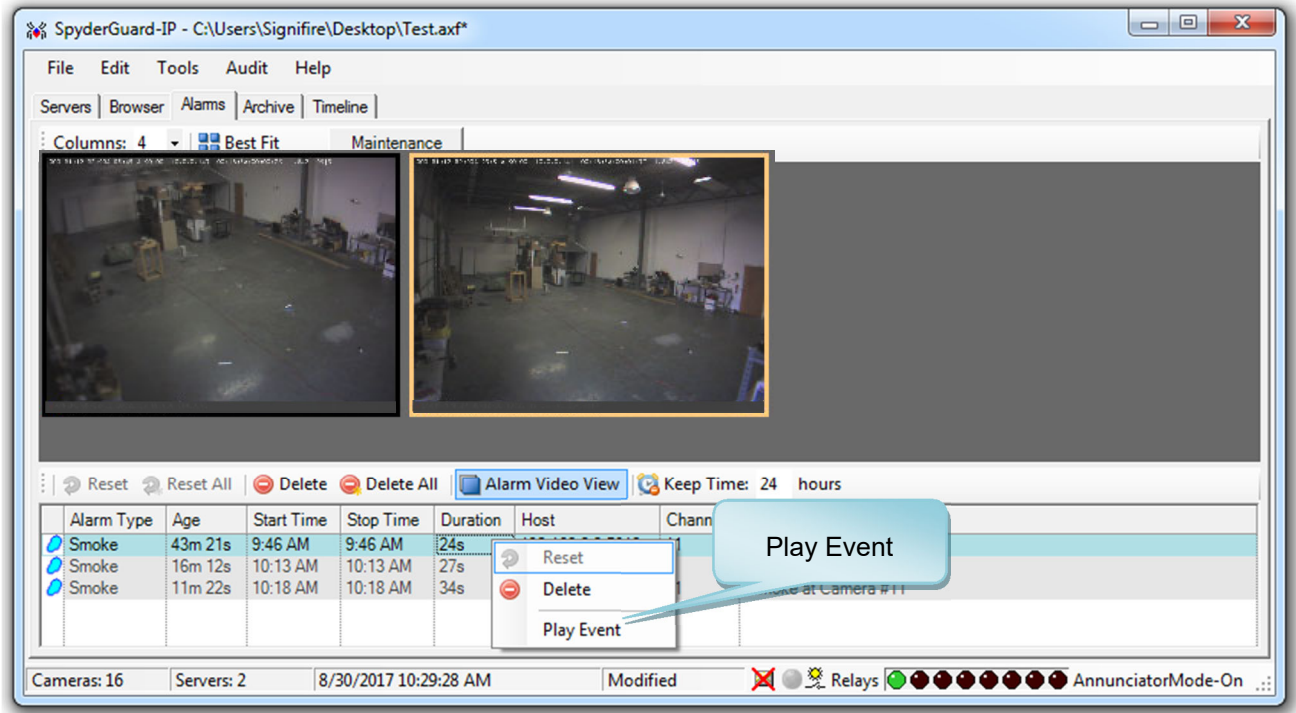 SpyderGuard-IP - C:\Users\Signifire\Desktop\Test.axf*
File Edit Tools Audit Help
Servers Browser Alarms Archive Timeline
Columns: 4 Best Fit Maintenance
Reset Reset All Delete Delete All Alarm Video View Keep Time: 24 hours
Alarm Type Age Start Time Stop Time Duration Host Chann
Smoke 43m 21s 9:46 AM 9:46 AM 24s
Smoke 16m 12s 10:13 AM 10:13 AM 27s
Smoke 11m 22s 10:18 AM 10:18 AM 34s at Camera #11
Reset
Delete
Play Event
Play Event
Cameras: 16 Servers: 2 8/30/2017 10:29:28 AM Modified Relays AnnunciatorMode-On